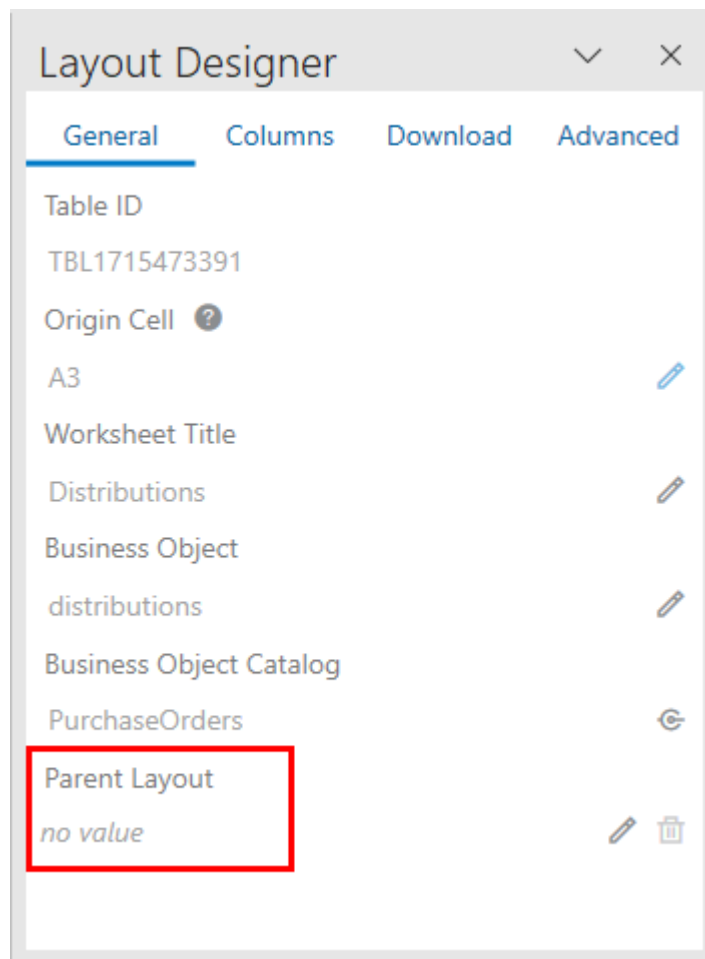 Layout Designer
General Columns Download Advanced
Table ID
TBL1715473391
Origin Cell ?
A3
Worksheet Title
Distributions
Business Object
distributions
Business Object Catalog
PurchaseOrders
Parent Layout
no value